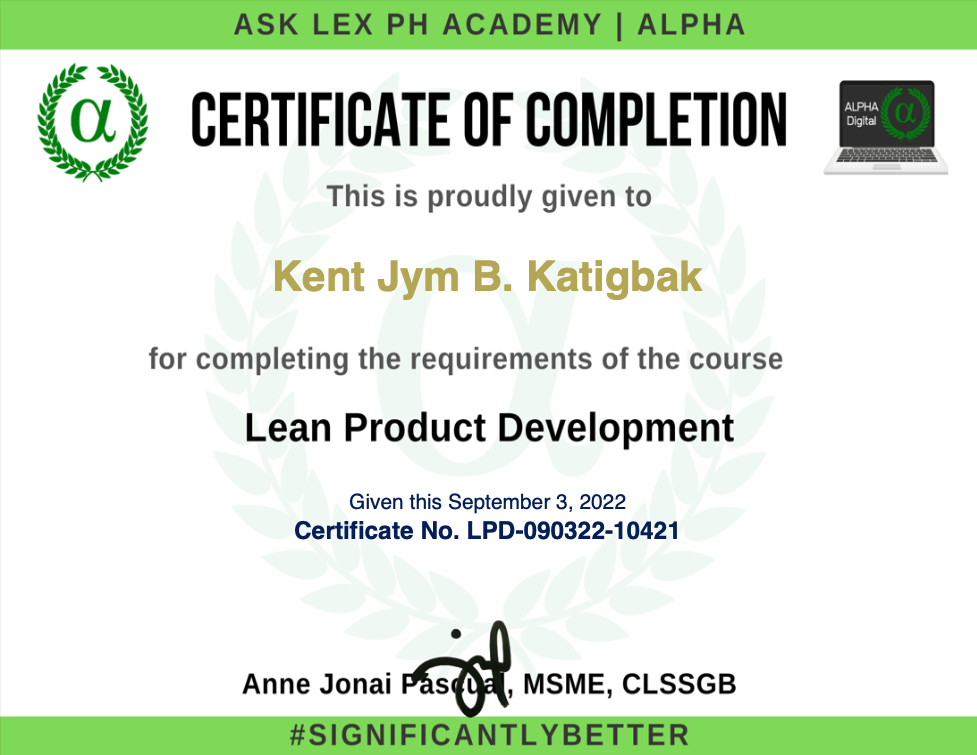 ASK LEX PH ACADEMY | ALPHA
α
CERTIFICATE OF COMPLETION
ALPHA
Digital
α
This is proudly given to
Kent Jym B. Katigbak
for completing the requirements of the course
Lean Product Development
Given this September 3, 2022
Certificate No. LPD-090322-10421
Anne Jonai Pascual, MSME, CLSSGB
#SIGNIFICANTLYBETTER